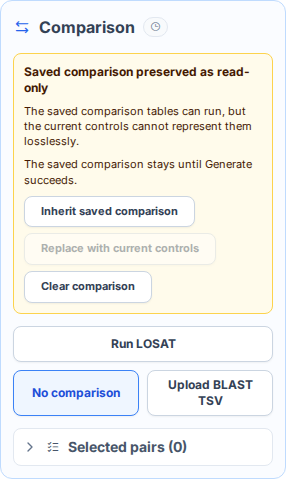 Comparison
Saved comparison preserved as read-
only
The saved comparison tables can run, but
the current controls cannot represent them
losslessly.
The saved comparison stays until Generate
succeeds.
Inherit saved comparison
Replace with current controls
Clear comparison
Run LOSAT
No comparison
Upload BLAST
TSV
Selected pairs (0)